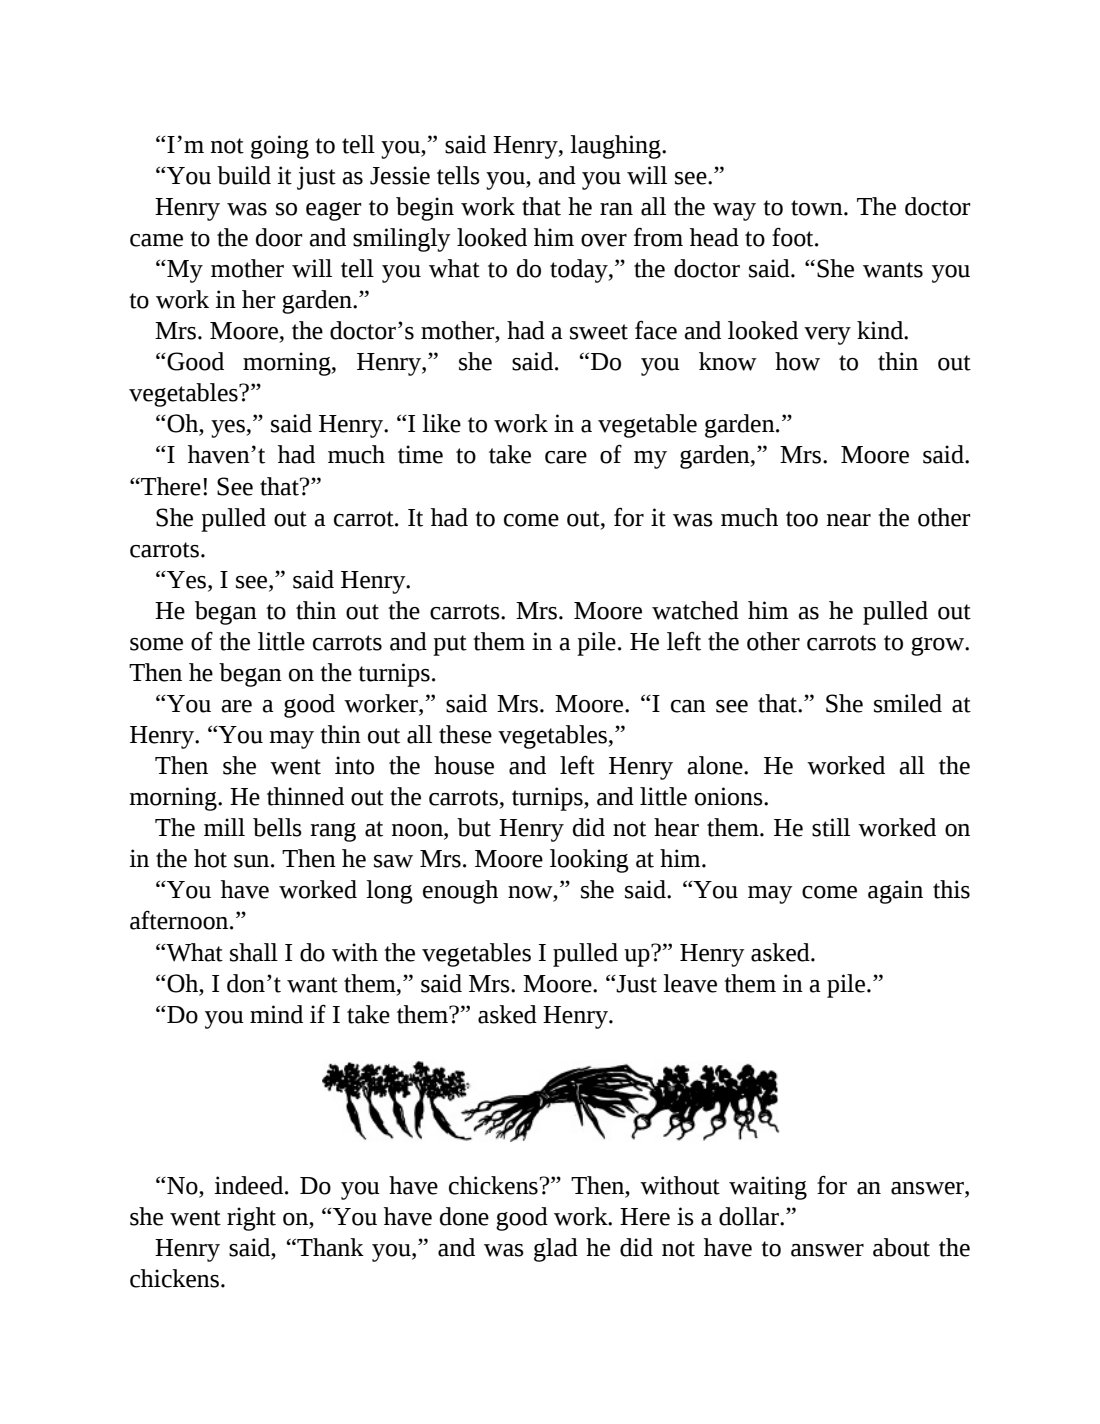 “I’m not going to tell you,” said Henry, laughing.
“You build it just as Jessie tells you, and you will see.”
Henry was so eager to begin work that he ran all the way to town. The doctor
came to the door and smilingly looked him over from head to foot.
“My mother will tell you what to do today,” the doctor said. “She wants you
to work in her garden.”
Mrs. Moore, the doctor’s mother, had a sweet face and looked very kind.
“Good morning, Henry,” she said. “Do you know how to thin out
vegetables?”
“Oh, yes,” said Henry. “I like to work in a vegetable garden.”
“I haven’t had much time to take care of my garden,” Mrs. Moore said.
“There! See that?”
She pulled out a carrot. It had to come out, for it was much too near the other
carrots.
“Yes, I see,” said Henry.
He began to thin out the carrots. Mrs. Moore watched him as he pulled out
some of the little carrots and put them in a pile. He left the other carrots to grow.
Then he began on the turnips.
“You are a good worker,” said Mrs. Moore. “I can see that.” She smiled at
Henry. “You may thin out all these vegetables,”
Then she went into the house and left Henry alone. He worked all the
morning. He thinned out the carrots, turnips, and little onions.
The mill bells rang at noon, but Henry did not hear them. He still worked on
in the hot sun. Then he saw Mrs. Moore looking at him.
“You have worked long enough now,” she said. “You may come again this
afternoon.”
“What shall I do with the vegetables I pulled up?” Henry asked.
“Oh, I don’t want them,” said Mrs. Moore. “Just leave them in a pile.”
“Do you mind if I take them?” asked Henry.
“No, indeed. Do you have chickens?” Then, without waiting for an answer,
she went right on, “You have done good work. Here is a dollar.”
Henry said, “Thank you,” and was glad he did not have to answer about the
chickens.